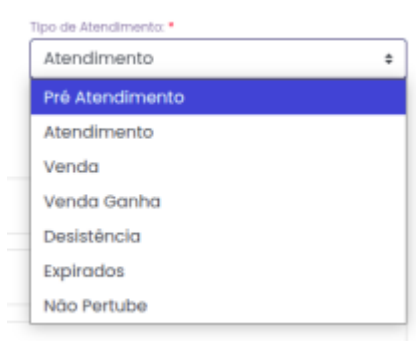 Tipo de Atendimento: *
Atendimento
Pré Atendimento
Atendimento
Venda
Venda Ganha
Desistência
Expirados
Não Pertube